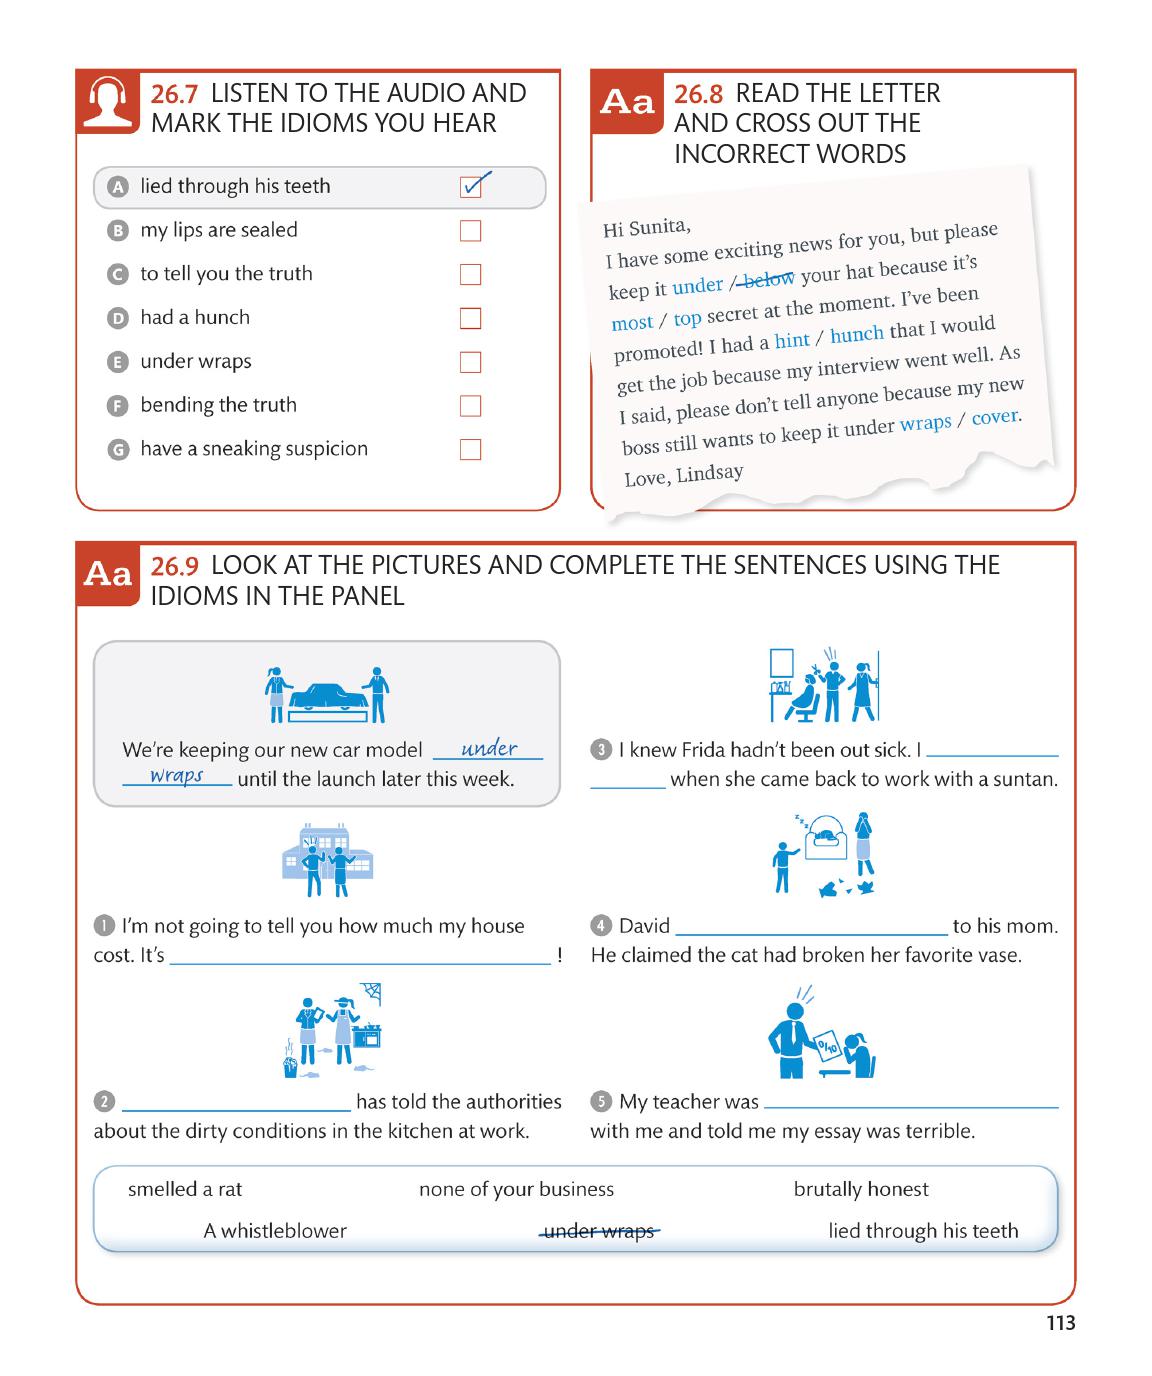 26.7 LISTEN TO THE AUDIO AND
MARK THE IDIOMS YOU HEAR
A lied through his teeth
B my lips are sealed
C to tell you the truth
D had a hunch
E under wraps
F bending the truth
G have a sneaking suspicion
Aa 26.8 READ THE LETTER
AND CROSS OUT THE
INCORRECT WORDS
Hi Sunita,
I have some exciting news for you, but please
keep it under / below your hat because it's
most / top secret at the moment. I've been
promoted! I had a hint / hunch that I would
get the job because my interview went well. As
I said, please don't tell anyone because my new
boss still wants to keep it under wraps / cover.
Love, Lindsay
Aa 26.9 LOOK AT THE PICTURES AND COMPLETE THE SENTENCES USING THE
IDIOMS IN THE PANEL
We're keeping our new car model under
wraps until the launch later this week.
1 I'm not going to tell you how much my house
cost. It's !
2 has told the authorities
about the dirty conditions in the kitchen at work.
3 I knew Frida hadn't been out sick. I
when she came back to work with a suntan.
z z z
4 David to his mom.
He claimed the cat had broken her favorite vase.
0/10
5 My teacher was
with me and told me my essay was terrible.
smelled a rat none of your business brutally honest
A whistleblower under wraps lied through his teeth
113